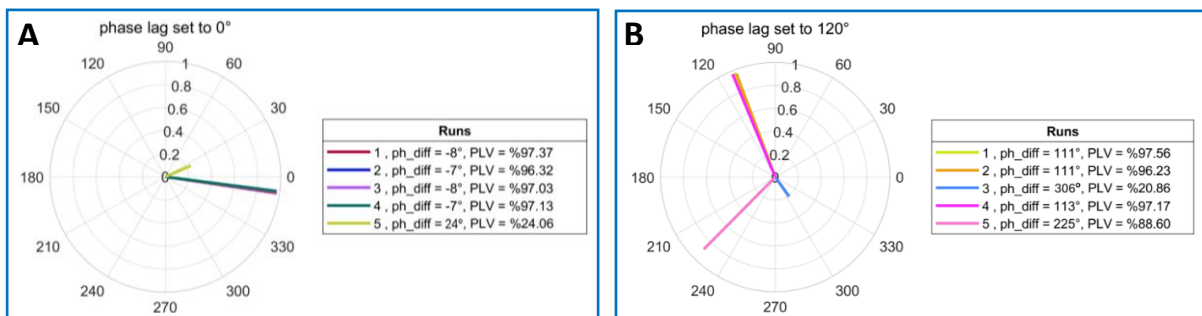 A
phase lag set to 0°
90
120
60
1
0.8
150
30
0.6
0.4
0.2
180
0
0
210
330
240
300
270
Runs
1 , ph_diff = -8°, PLV = %97.37
2 , ph_diff = -7°, PLV = %96.32
3 , ph_diff = -8°, PLV = %97.03
4 , ph_diff = -7°, PLV = %97.13
5 , ph_diff = 24°, PLV = %24.06
B
phase lag set to 120°
90
120
60
1
0.8
150
30
0.6
0.4
0.2
180
0
0
210
330
240
300
270
Runs
1 , ph_diff = 111°, PLV = %97.56
2 , ph_diff = 111°, PLV = %96.23
3 , ph_diff = 306°, PLV = %20.86
4 , ph_diff = 113°, PLV = %97.17
5 , ph_diff = 225°, PLV = %88.60